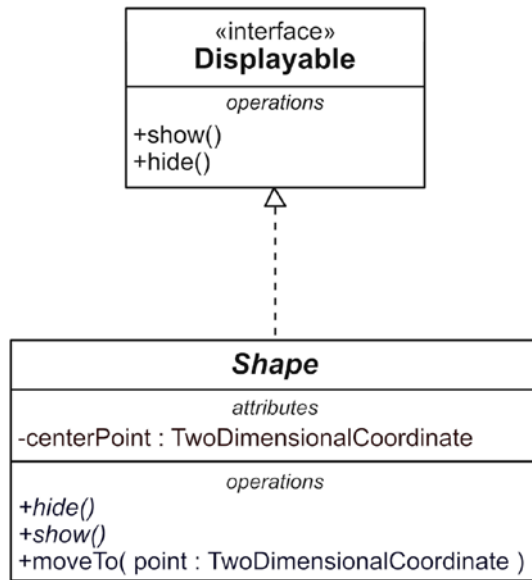 «interface»
Displayable
operations
+show()
+hide()
Shape
attributes
-centerPoint : TwoDimensionalCoordinate
operations
+hide()
+show()
+moveTo( point : TwoDimensionalCoordinate )